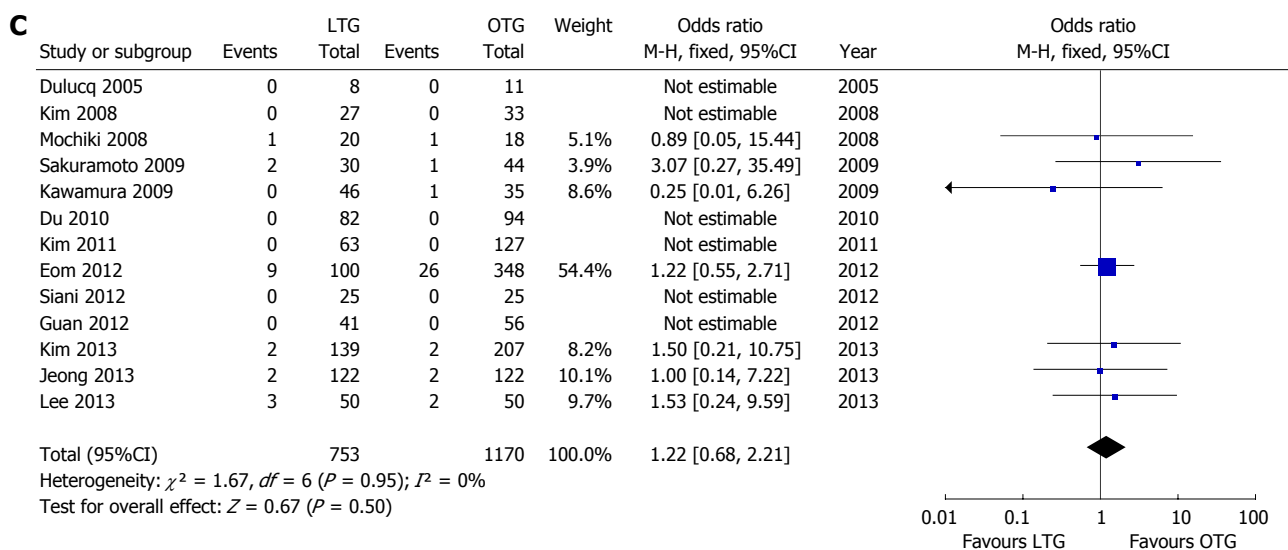 C
LTG OTG Weight Odds ratio Odds ratio
Study or subgroup Events Total Events Total M-H, fixed, 95%CI Year M-H, fixed, 95%CI
Dulucq 2005 0 8 0 11 Not estimable 2005
Kim 2008 0 27 0 33 Not estimable 2008
Mochiki 2008 1 20 1 18 5.1% 0.89 [0.05, 15.44] 2008
Sakuramoto 2009 2 30 1 44 3.9% 3.07 [0.27, 35.49] 2009
Kawamura 2009 0 46 1 35 8.6% 0.25 [0.01, 6.26] 2009
Du 2010 0 82 0 94 Not estimable 2010
Kim 2011 0 63 0 127 Not estimable 2011
Eom 2012 9 100 26 348 54.4% 1.22 [0.55, 2.71] 2012
Siani 2012 0 25 0 25 Not estimable 2012
Guan 2012 0 41 0 56 Not estimable 2012
Kim 2013 2 139 2 207 8.2% 1.50 [0.21, 10.75] 2013
Jeong 2013 2 122 2 122 10.1% 1.00 [0.14, 7.22] 2013
Lee 2013 3 50 2 50 9.7% 1.53 [0.24, 9.59] 2013
Total (95%CI) 753 1170 100.0% 1.22 [0.68, 2.21]
Heterogeneity: χ² = 1.67, df = 6 (P = 0.95); I² = 0%
Test for overall effect: Z = 0.67 (P = 0.50)
0.01 0.1 1 10 100
Favours LTG Favours OTG